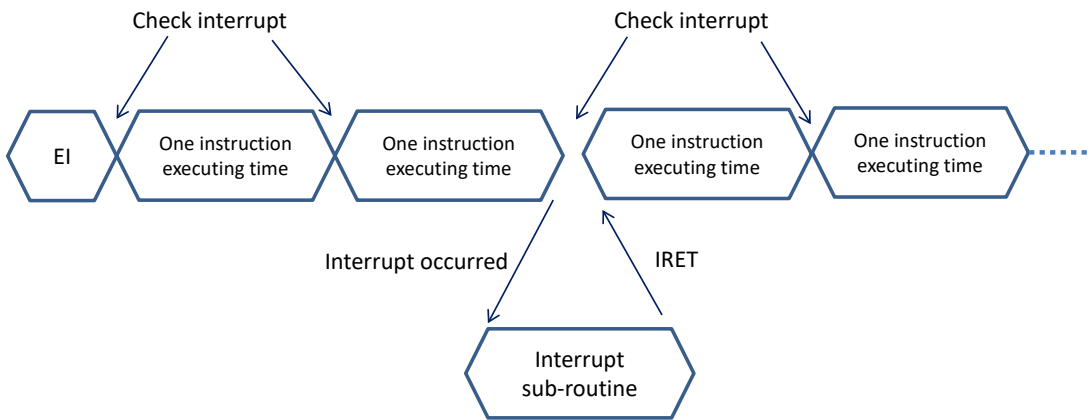 Check interrupt
Check interrupt
EI
One instruction
executing time
One instruction
executing time
One instruction
executing time
One instruction
executing time
Interrupt occurred
IRET
Interrupt
sub-routine